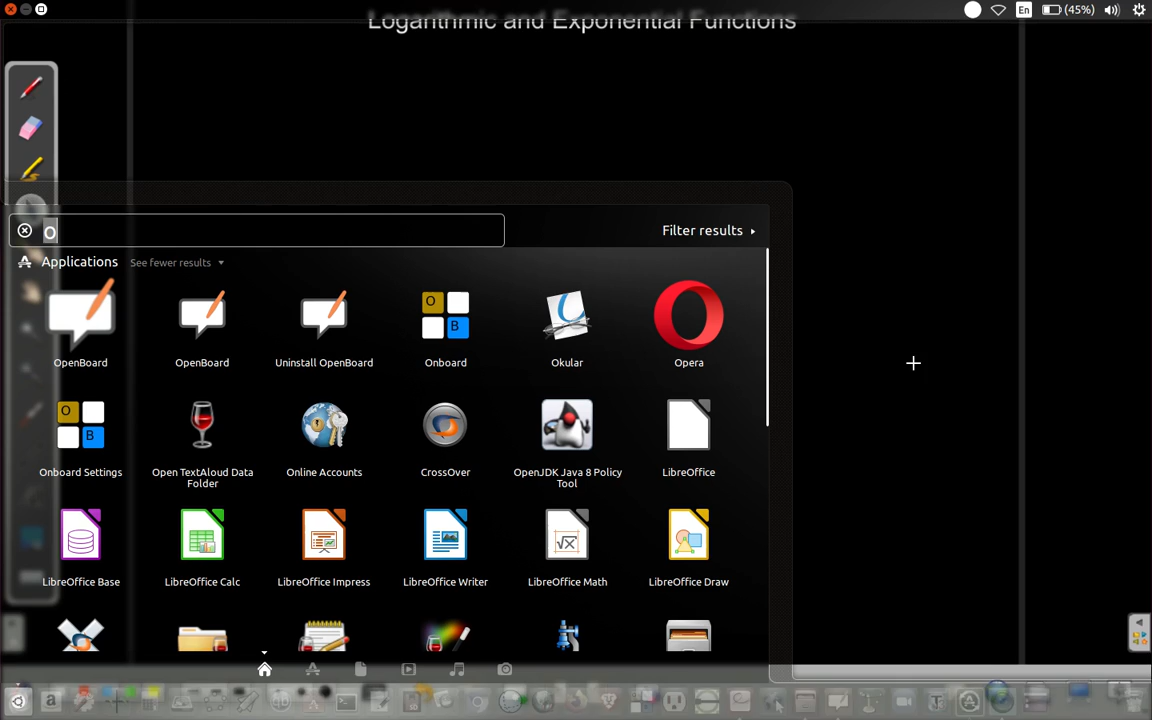 Logarithmic and Exponential Functions
En (45%)
o
Filter results
Applications See fewer results
OpenBoard OpenBoard Uninstall OpenBoard Onboard Okular Opera
Onboard Settings Open TextAloud Data Folder Online Accounts CrossOver OpenJDK Java 8 Policy Tool LibreOffice
LibreOffice Base LibreOffice Calc LibreOffice Impress LibreOffice Writer LibreOffice Math LibreOffice Draw